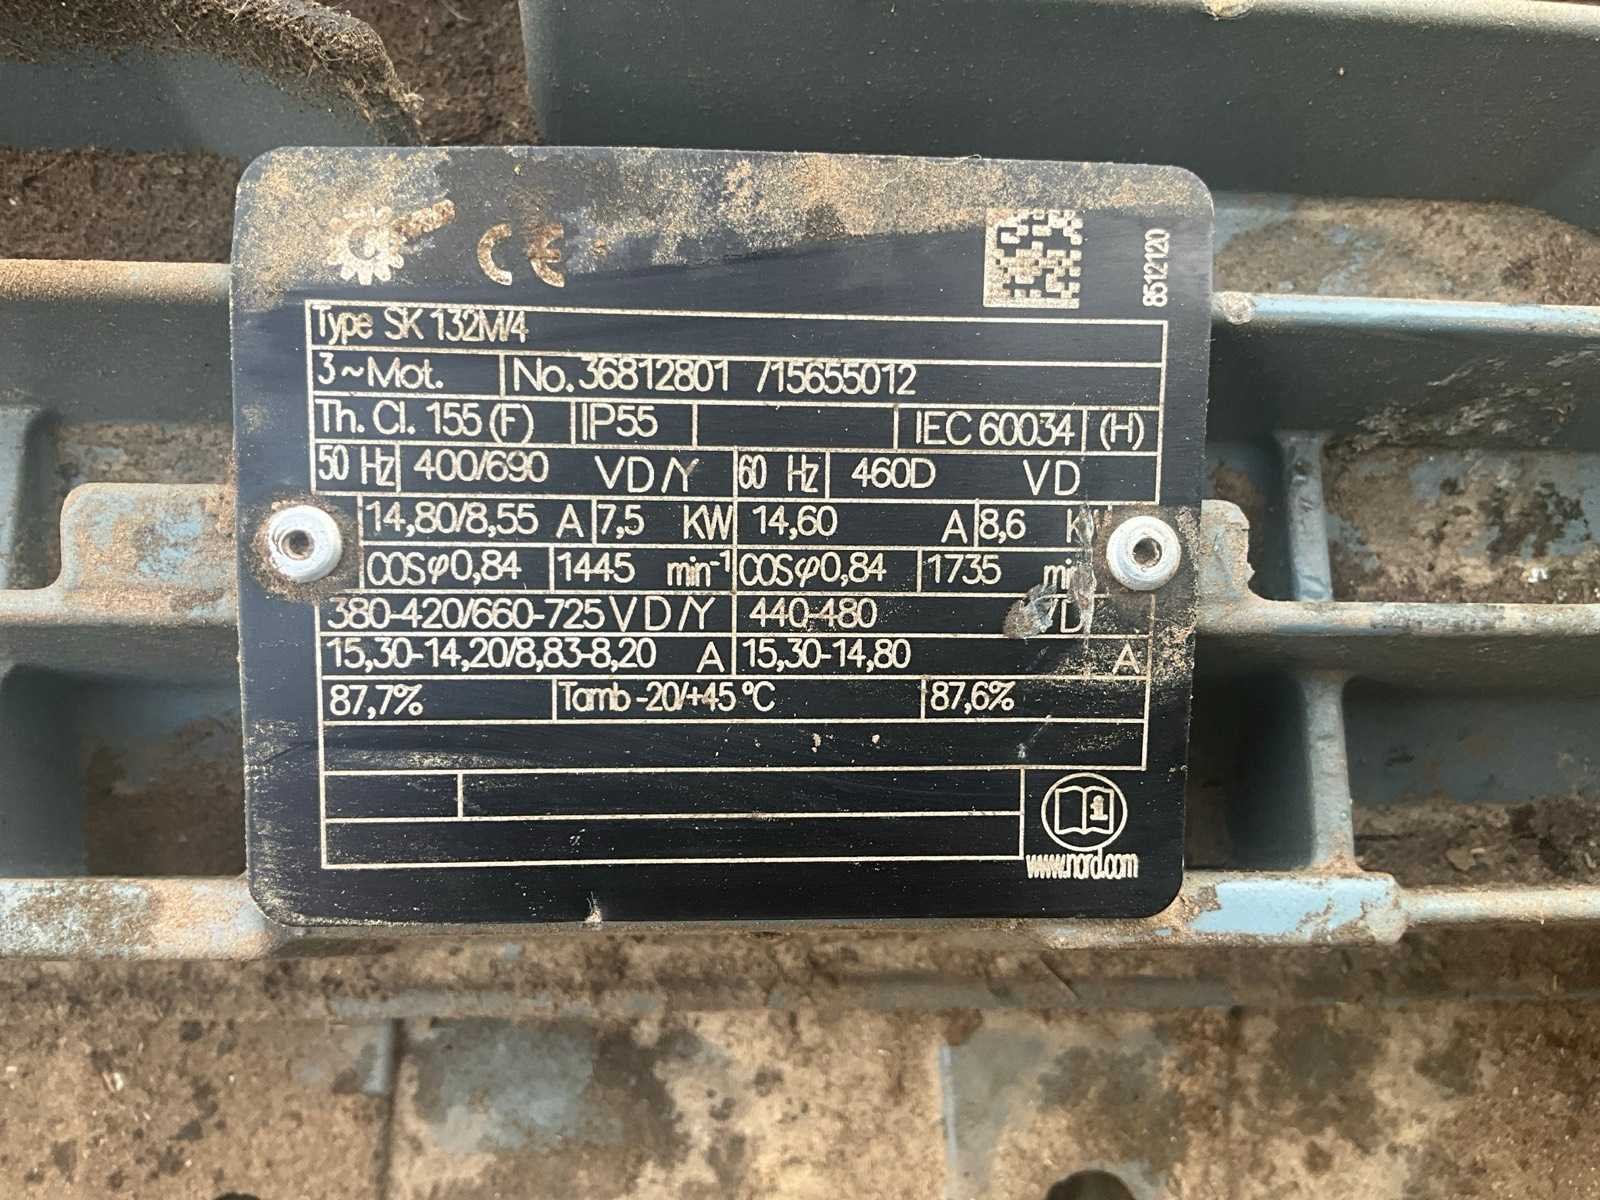 CE
8512120
Type SK 132M/4
3~Mot. No. 36812801 /15655012
Th. Cl. 155 (F) IP55 IEC 60034 (H)
50 Hz 400/690 VD/Y 60 Hz 460D VD
14,80/8,55 A 7,5 KW 14,60 A 8,6
COSφ0,84 1445 min-1 COSφ0,84 1735
380-420/660-725 VD/Y 440-480 VD
15,30-14,20/8,83-8,20 A 15,30-14,80 A
87,7% Tamb -20/+45 °C 87,6%
www.nord.com